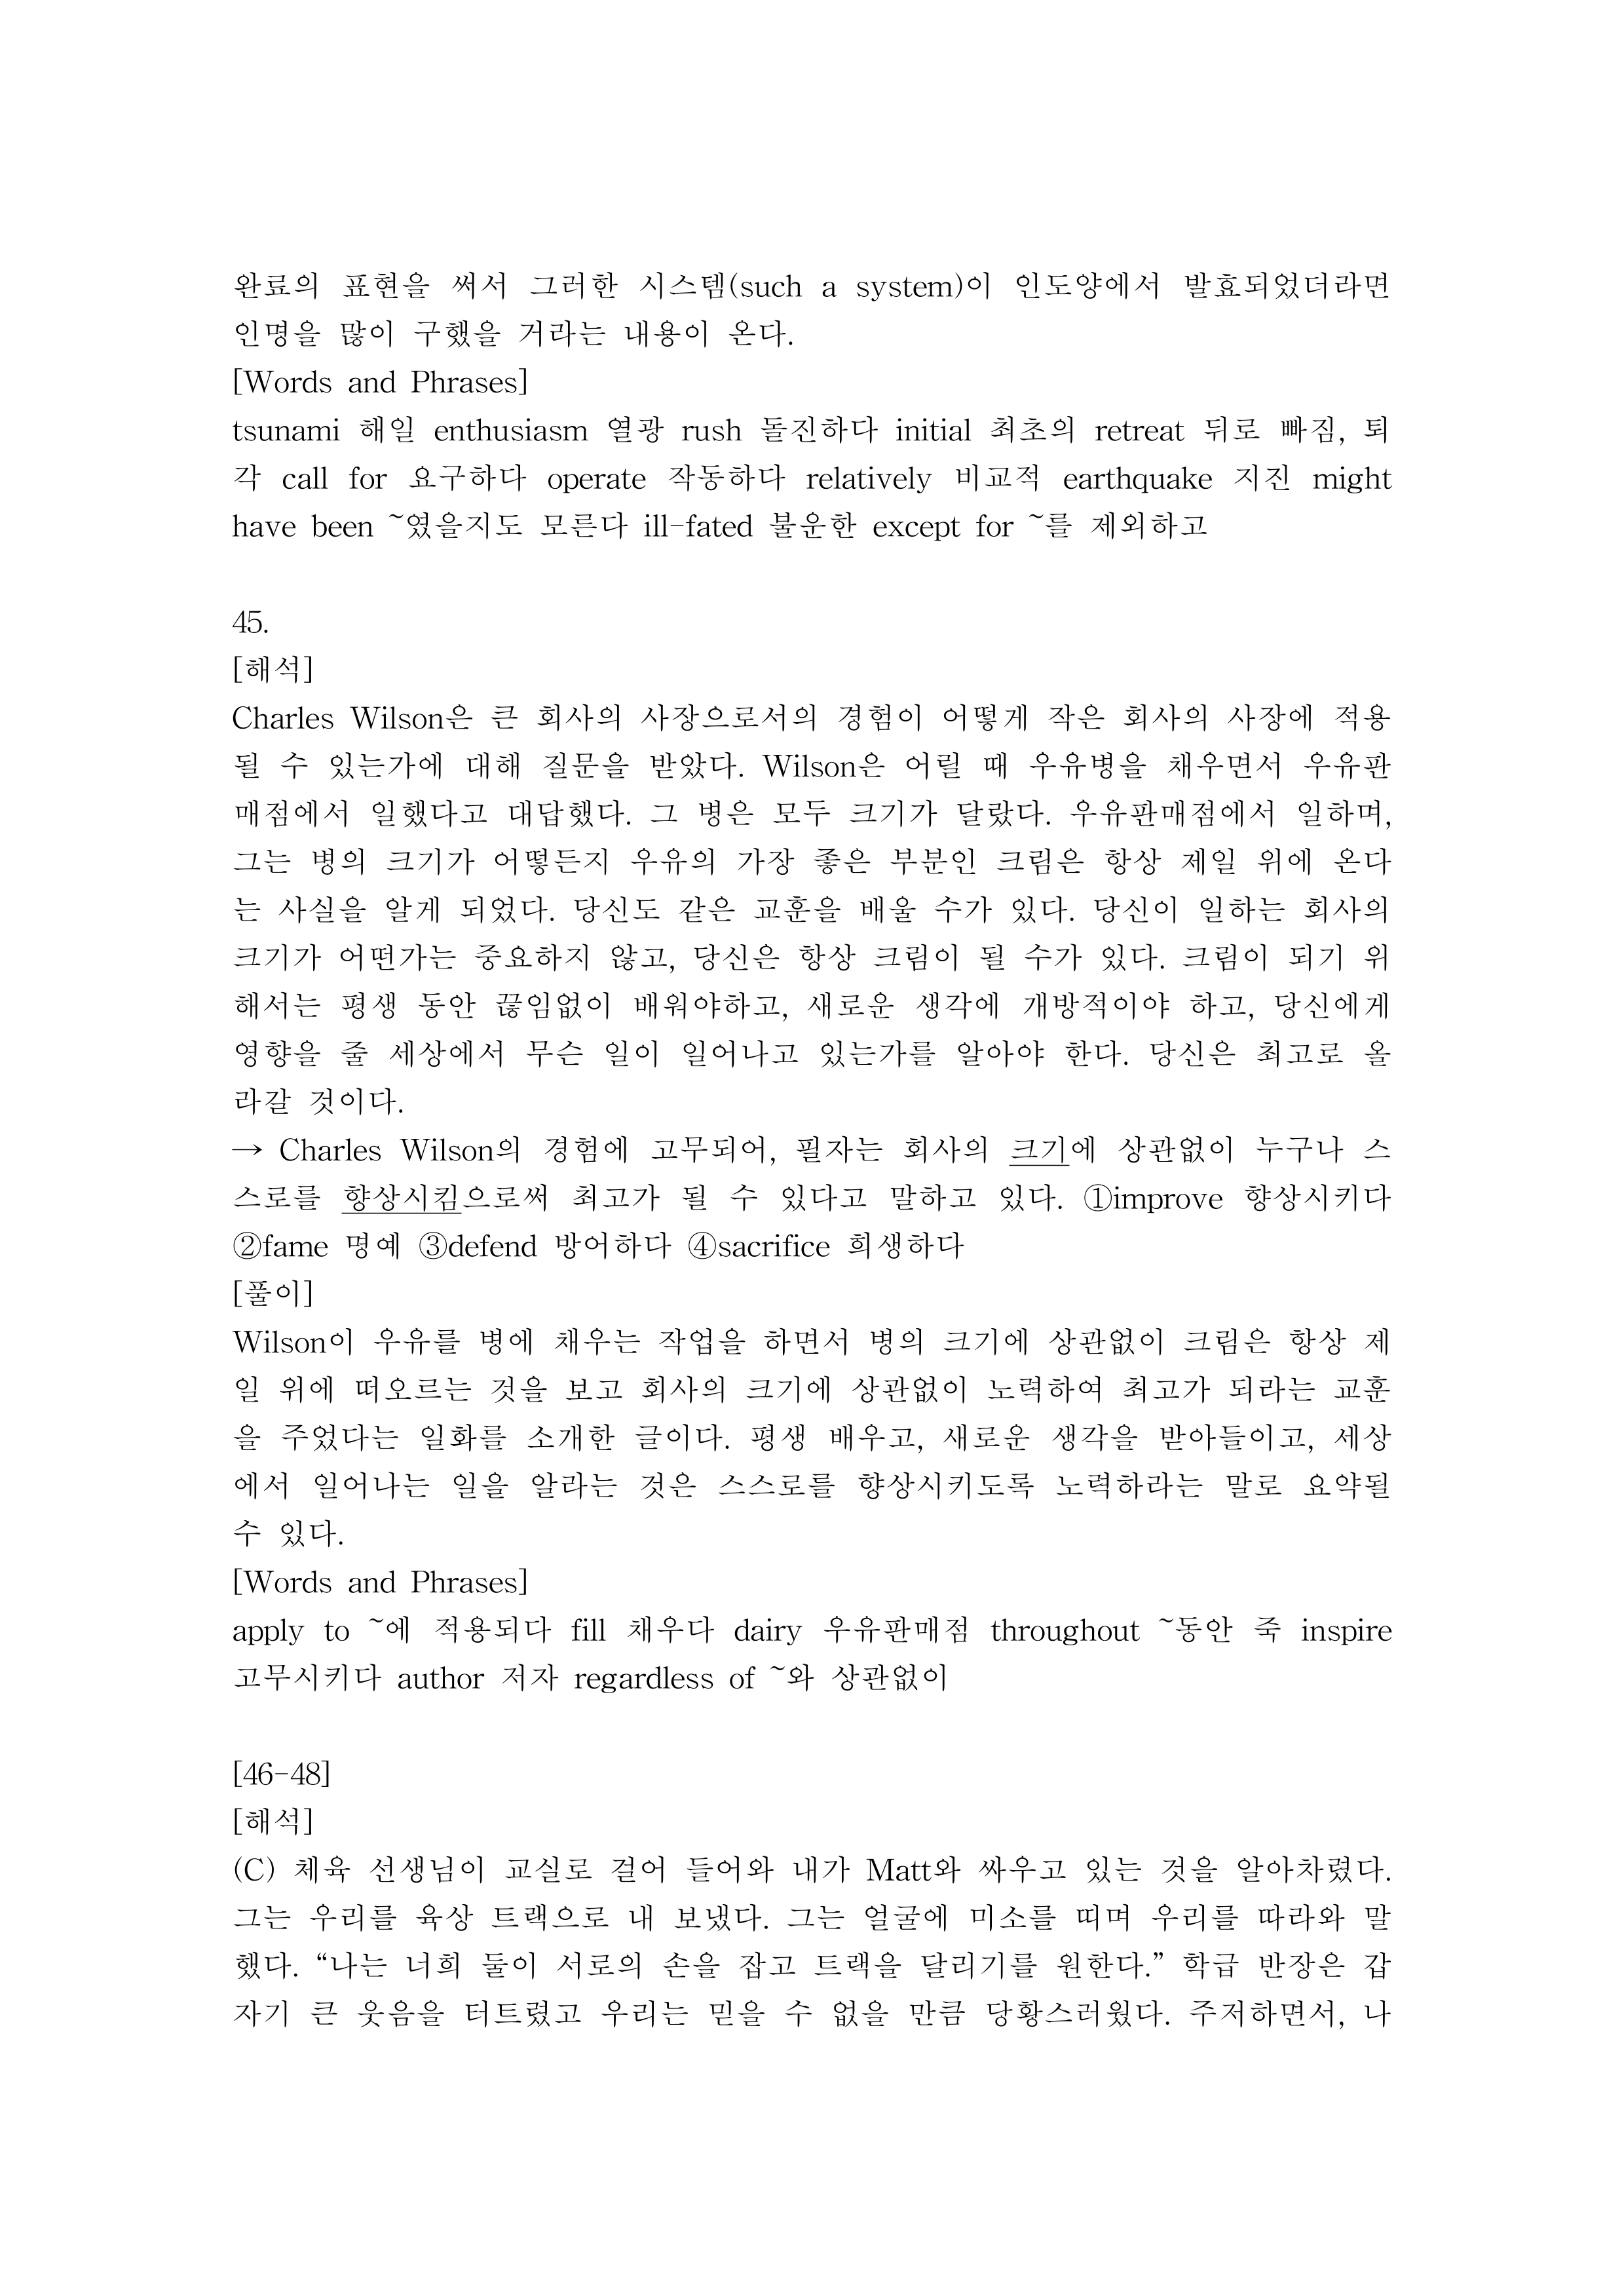 완료의 표현을 써서 그러한 시스템(such a system)이 인도양에서 발효되었더라면
인명을 많이 구했을 거라는 내용이 온다.
[Words and Phrases]
tsunami 해일 enthusiasm 열광 rush 돌진하다 initial 최초의 retreat 뒤로 빠짐, 퇴
각 call for 요구하다 operate 작동하다 relatively 비교적 earthquake 지진 might
have been ~였을지도 모른다 ill-fated 불운한 except for ~를 제외하고
45.
[해석]
Charles Wilson은 큰 회사의 사장으로서의 경험이 어떻게 작은 회사의 사장에 적용
될 수 있는가에 대해 질문을 받았다. Wilson은 어릴 때 우유병을 채우면서 우유판
매점에서 일했다고 대답했다. 그 병은 모두 크기가 달랐다. 우유판매점에서 일하며,
그는 병의 크기가 어떻든지 우유의 가장 좋은 부분인 크림은 항상 제일 위에 온다
는 사실을 알게 되었다. 당신도 같은 교훈을 배울 수가 있다. 당신이 일하는 회사의
크기가 어떤가는 중요하지 않고, 당신은 항상 크림이 될 수가 있다. 크림이 되기 위
해서는 평생 동안 끊임없이 배워야하고, 새로운 생각에 개방적이야 하고, 당신에게
영향을 줄 세상에서 무슨 일이 일어나고 있는가를 알아야 한다. 당신은 최고로 올
라갈 것이다.
→ Charles Wilson의 경험에 고무되어, 필자는 회사의 크기에 상관없이 누구나 스
스로를 향상시킴으로써 최고가 될 수 있다고 말하고 있다. ①improve 향상시키다
②fame 명예 ③defend 방어하다 ④sacrifice 희생하다
[풀이]
Wilson이 우유를 병에 채우는 작업을 하면서 병의 크기에 상관없이 크림은 항상 제
일 위에 떠오르는 것을 보고 회사의 크기에 상관없이 노력하여 최고가 되라는 교훈
을 주었다는 일화를 소개한 글이다. 평생 배우고, 새로운 생각을 받아들이고, 세상
에서 일어나는 일을 알라는 것은 스스로를 향상시키도록 노력하라는 말로 요약될
수 있다.
[Words and Phrases]
apply to ~에 적용되다 fill 채우다 dairy 우유판매점 throughout ~동안 죽 inspire
고무시키다 author 저자 regardless of ~와 상관없이
[46-48]
[해석]
(C) 체육 선생님이 교실로 걸어 들어와 내가 Matt와 싸우고 있는 것을 알아차렸다.
그는 우리를 육상 트랙으로 내 보냈다. 그는 얼굴에 미소를 띠며 우리를 따라와 말
했다. “나는 너희 둘이 서로의 손을 잡고 트랙을 달리기를 원한다.” 학급 반장은 갑
자기 큰 웃음을 터트렸고 우리는 믿을 수 없을 만큼 당황스러웠다. 주저하면서, 나